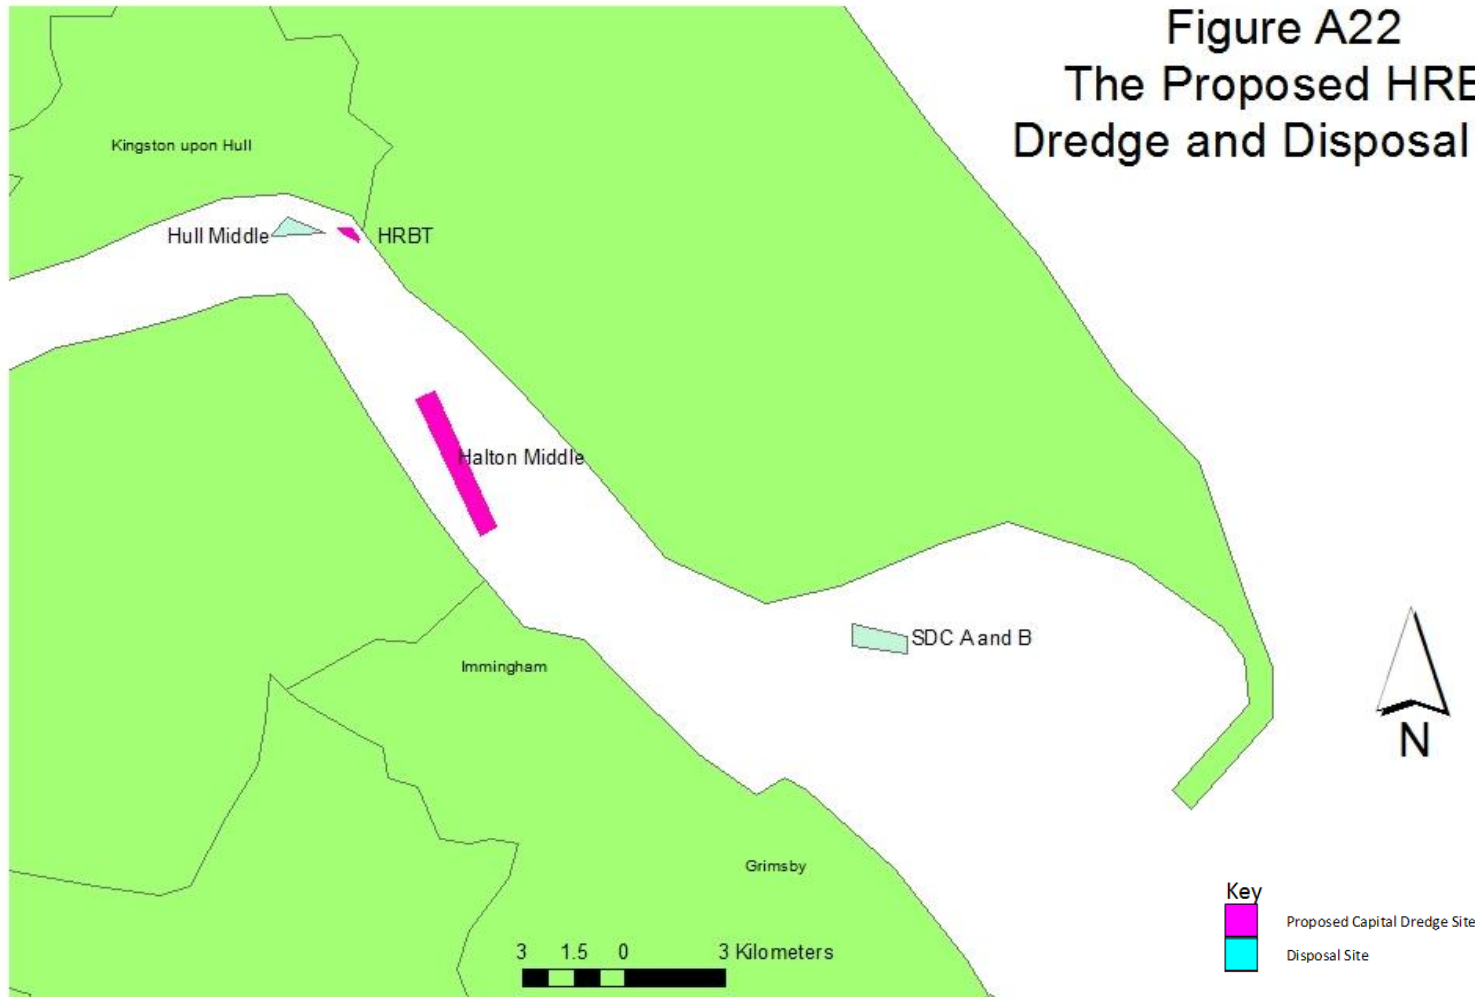 Figure A22
The Proposed HRB
Dredge and Disposal
Kingston upon Hull
Hull Middle
HRBT
Halton Middle
SDC A and B
Immingham
N
Grimsby
Key
Proposed Capital Dredge Site
Disposal Site
3 1.5 0 3 Kilometers